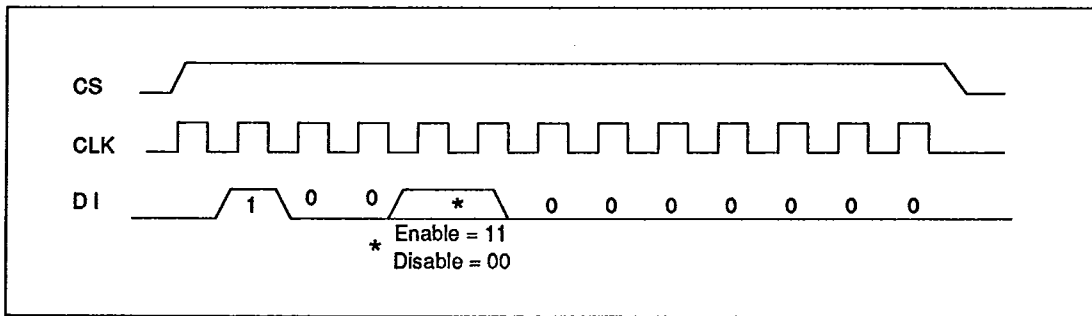 CS
CLK
DI 1 0 0 * 0 0 0 0 0 0 0
* Enable = 11
Disable = 00